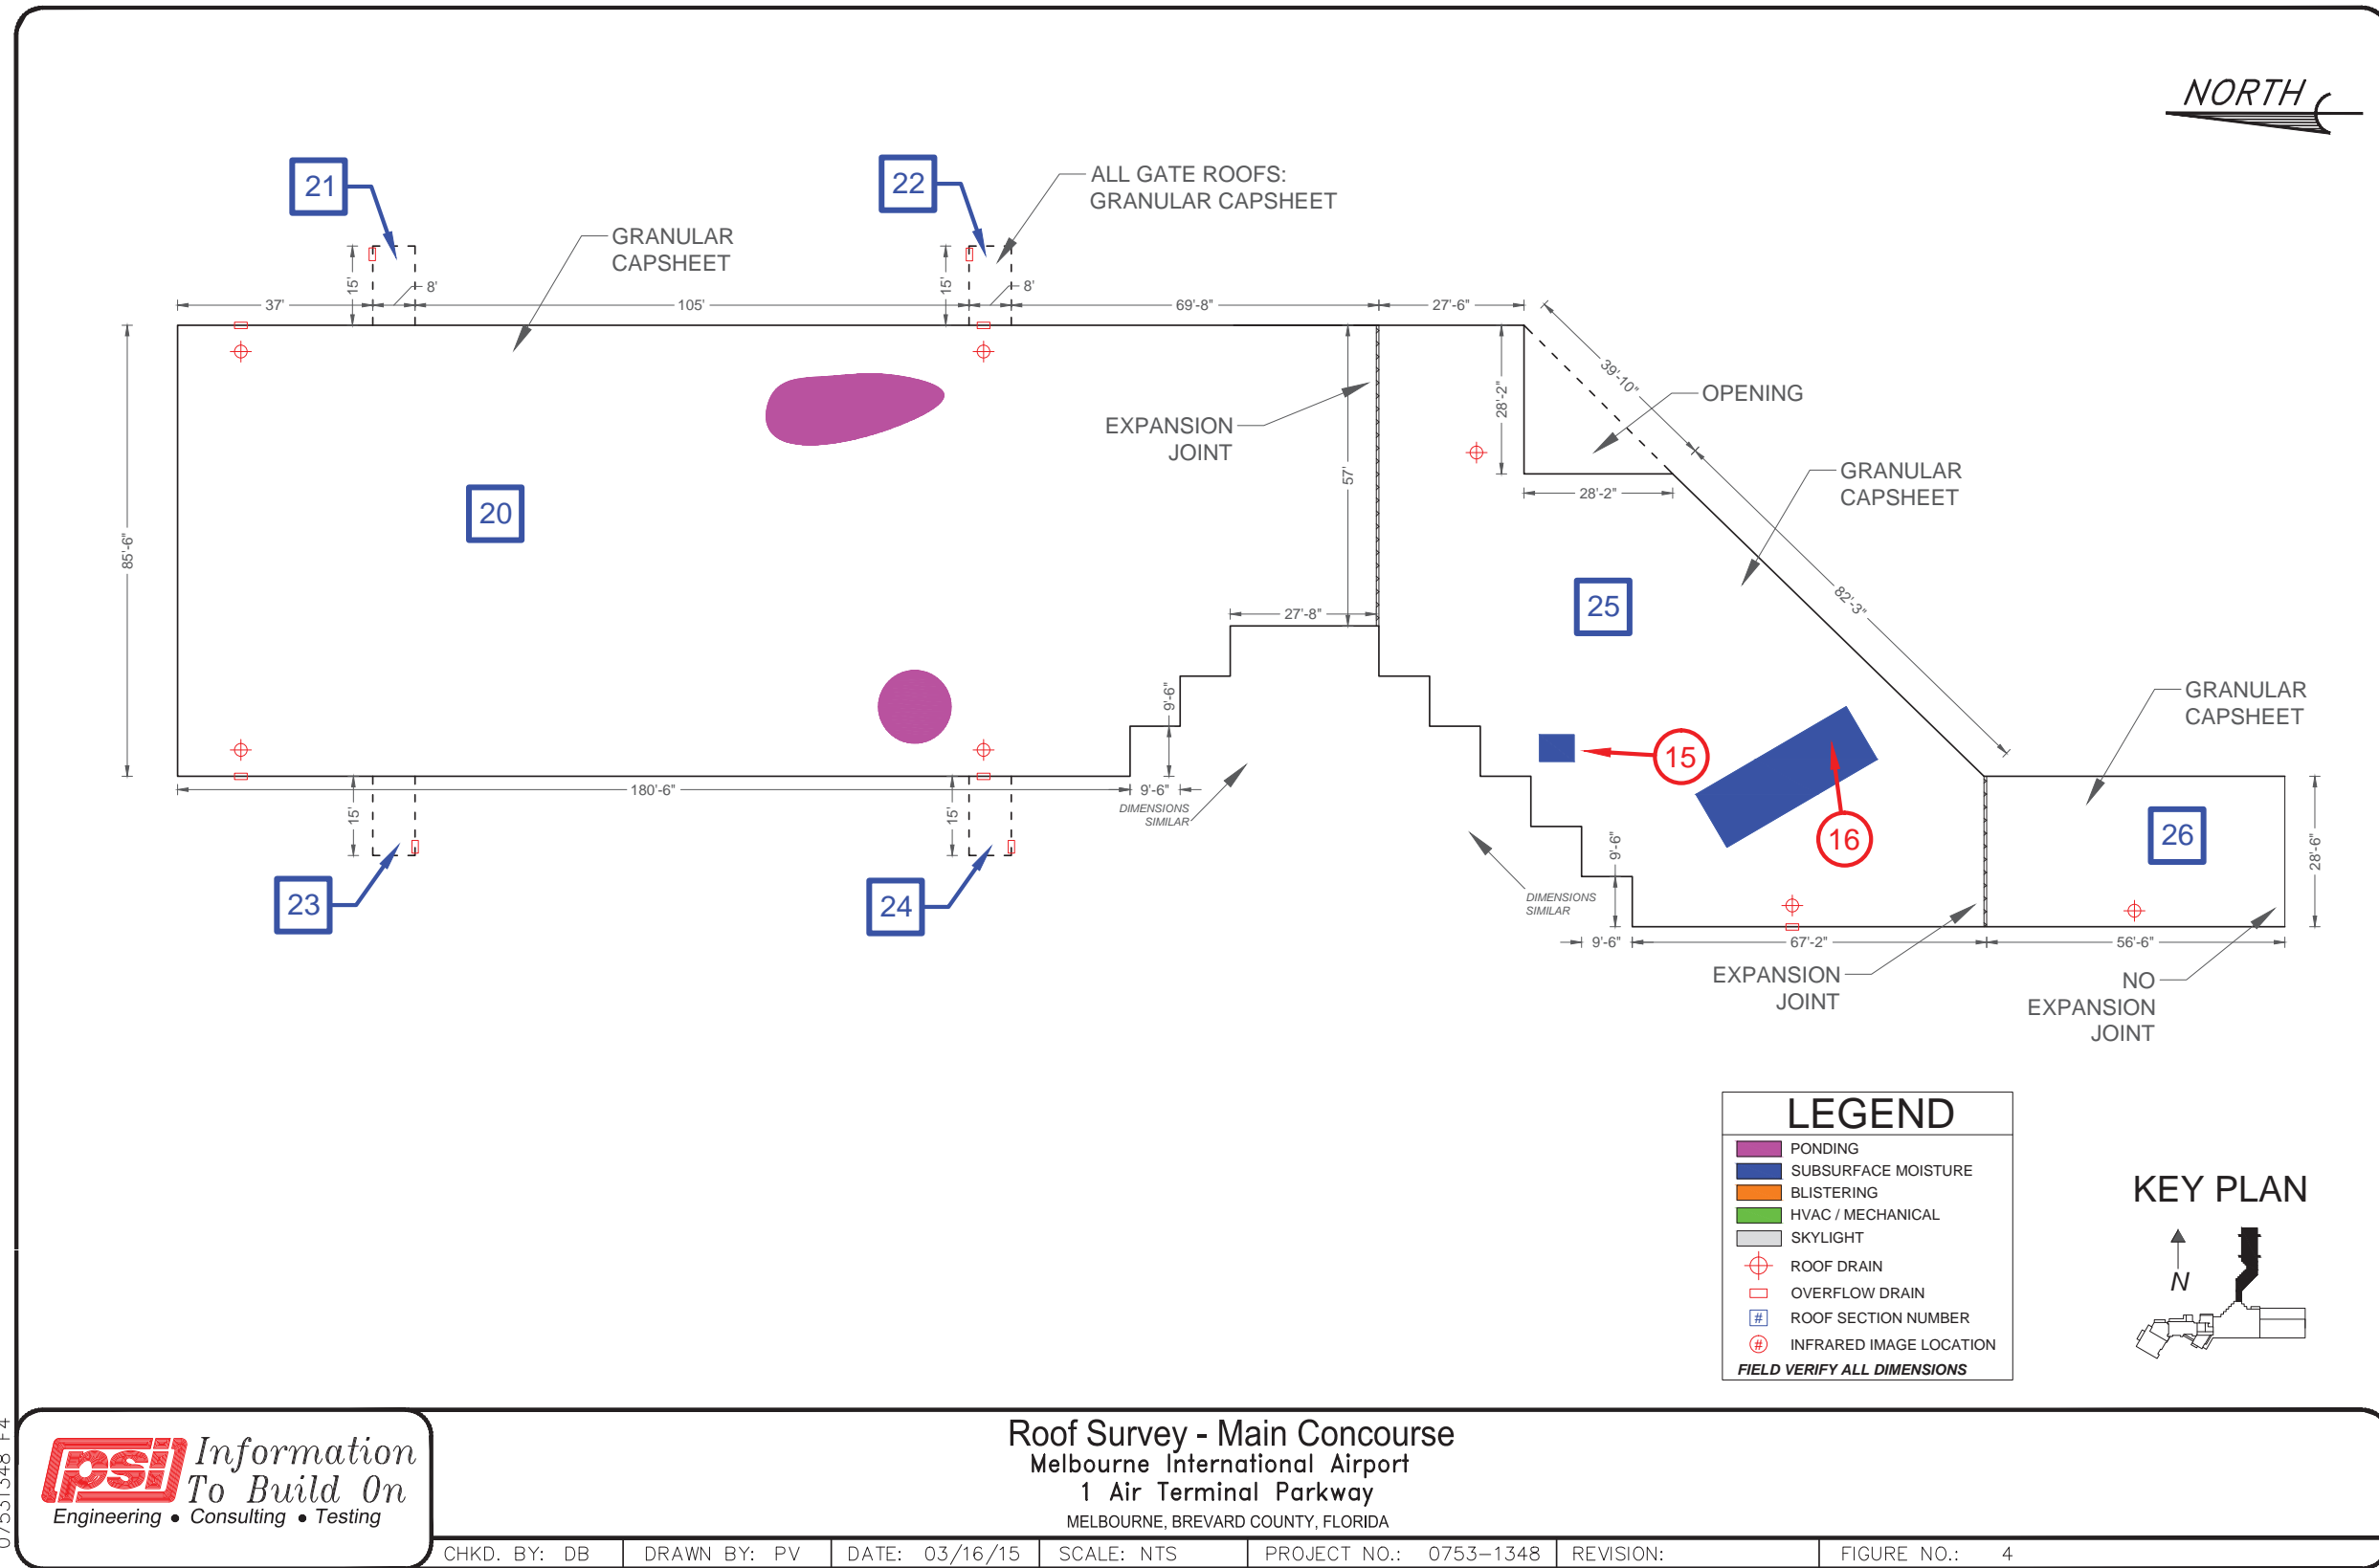 NORTH
21
22
ALL GATE ROOFS:
GRANULAR CAPSHEET
GRANULAR
CAPSHEET
15'
8'
15'
8'
37'
105'
69'-8"
27'-6"
39'-10"
OPENING
28'-2"
EXPANSION
JOINT
57'
28'-2"
GRANULAR
CAPSHEET
20
85'-6"
25
82'-3"
27'-8"
9'-6"
GRANULAR
CAPSHEET
15
16
26
28'-6"
180'-6"
9'-6"
DIMENSIONS
SIMILAR
15'
15'
23
24
9'-6"
DIMENSIONS
SIMILAR
9'-6"
67'-2"
56'-6"
EXPANSION
JOINT
NO
EXPANSION
JOINT
LEGEND
PONDING
SUBSURFACE MOISTURE
BLISTERING
HVAC / MECHANICAL
SKYLIGHT
ROOF DRAIN
OVERFLOW DRAIN
# ROOF SECTION NUMBER
# INFRARED IMAGE LOCATION
FIELD VERIFY ALL DIMENSIONS
KEY PLAN
N
07531348 F4
psi Information
To Build On
Engineering • Consulting • Testing
Roof Survey - Main Concourse
Melbourne International Airport
1 Air Terminal Parkway
MELBOURNE, BREVARD COUNTY, FLORIDA
CHKD. BY: DB DRAWN BY: PV DATE: 03/16/15 SCALE: NTS PROJECT NO.: 0753-1348 REVISION: FIGURE NO.: 4